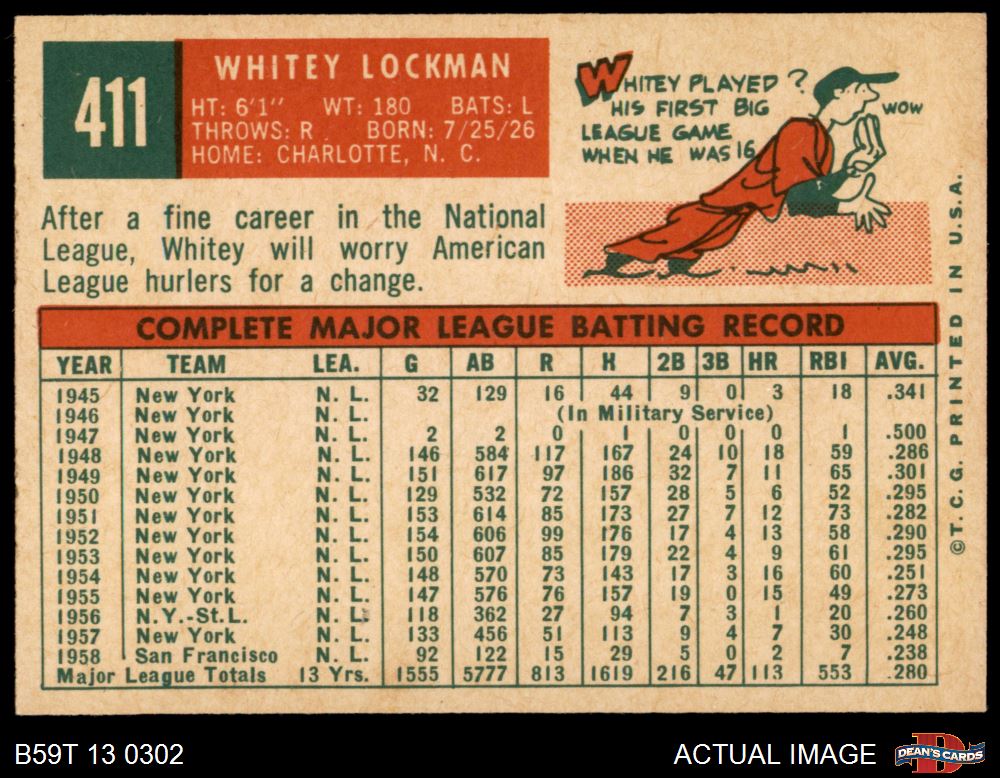 411
WHITEY LOCKMAN
HT: 6'1" WT: 180 BATS: L
THROWS: R BORN: 7/25/26
HOME: CHARLOTTE, N. C.
WHITEY PLAYED ?
HIS FIRST BIG
LEAGUE GAME
WHEN HE WAS 16
WOW
After a fine career in the National
League, Whitey will worry American
League hurlers for a change.
COMPLETE MAJOR LEAGUE BATTING RECORD
YEAR TEAM LEA. G AB R H 2B 3B HR RBI AVG.
1945 New York N. L. 32 129 16 44 9 0 3 18 .341
1946 New York N. L. (In Military Service)
1947 New York N. L. 2 2 0 1 0 0 0 1 .500
1948 New York N. L. 146 584 117 167 24 10 18 59 .286
1949 New York N. L. 151 617 97 186 32 7 11 65 .301
1950 New York N. L. 129 532 72 157 28 5 6 52 .295
1951 New York N. L. 153 614 85 173 27 7 12 73 .282
1952 New York N. L. 154 606 99 176 17 4 13 58 .290
1953 New York N. L. 150 607 85 179 22 4 9 61 .295
1954 New York N. L. 148 570 73 143 17 3 16 60 .251
1955 New York N. L. 147 576 76 157 19 0 15 49 .273
1956 N.Y.-St.L. N. L. 118 362 27 94 7 3 1 20 .260
1957 New York N. L. 133 456 51 113 9 4 7 30 .248
1958 San Francisco N. L. 92 122 15 29 5 0 2 7 .238
Major League Totals 13 Yrs. 1555 5777 813 1619 216 47 113 553 .280
©T. C. G. PRINTED IN U.S.A.
B59T 13 0302
ACTUAL IMAGE
DEAN'S CARDS